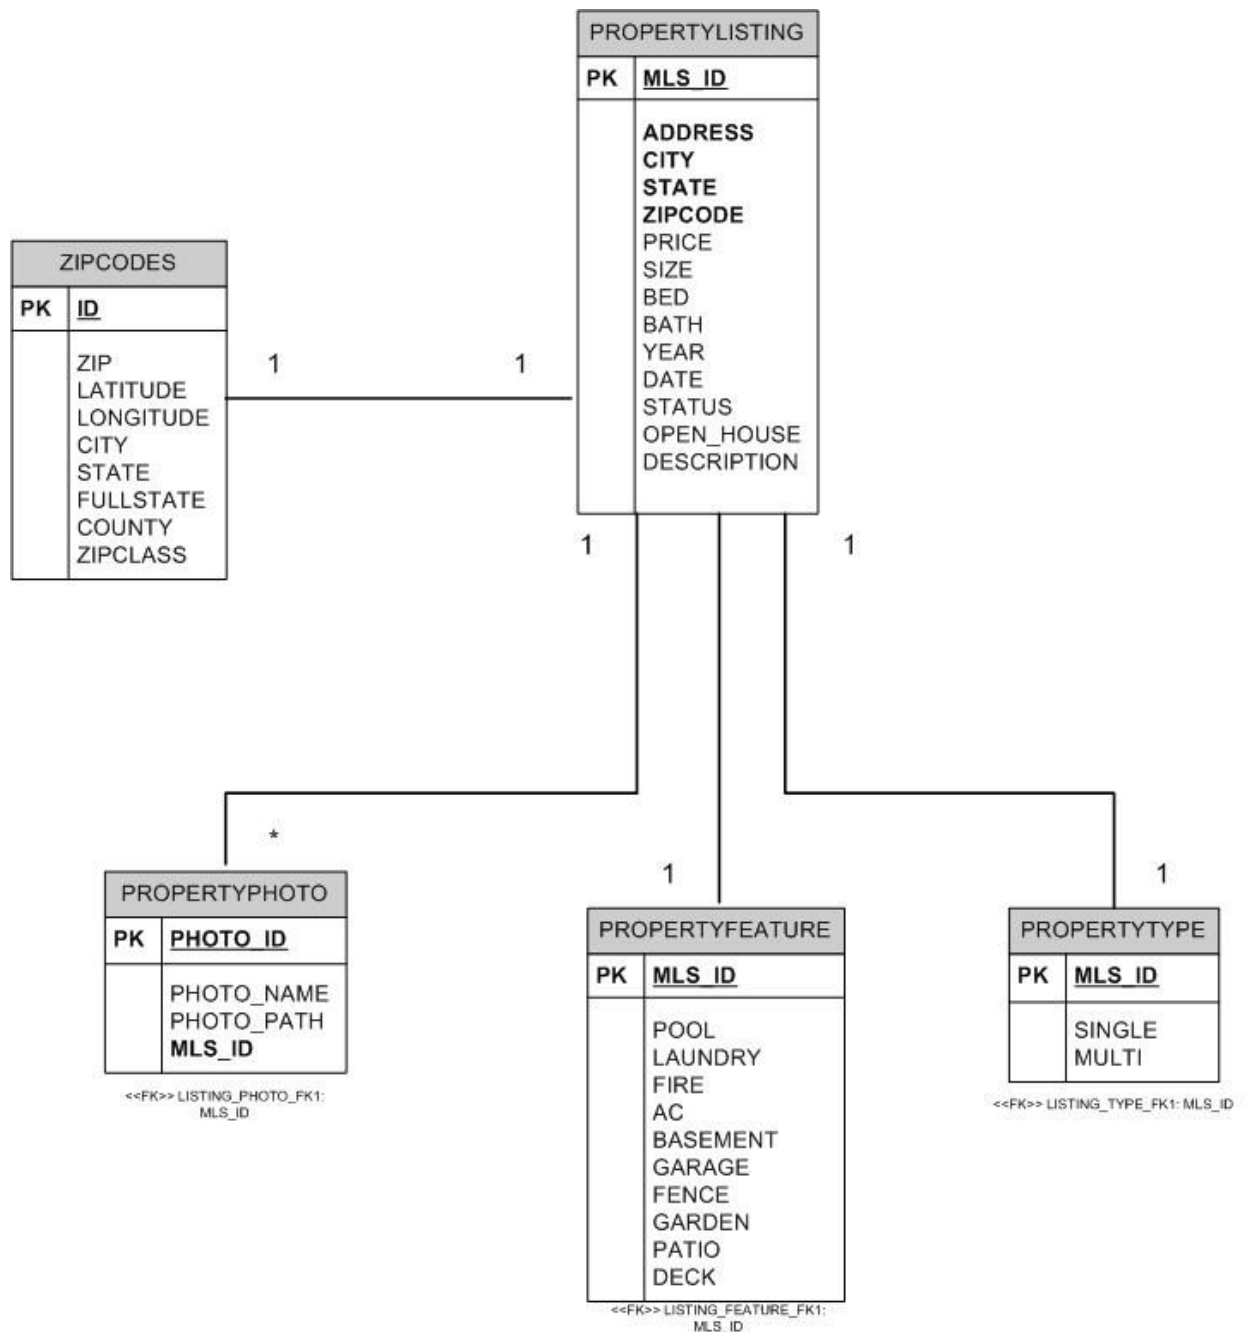 PROPERTYLISTING
PK MLS_ID
ADDRESS
CITY
STATE
ZIPCODE
PRICE
SIZE
BED
BATH
YEAR
DATE
STATUS
OPEN_HOUSE
DESCRIPTION
ZIPCODES
PK ID
ZIP
LATITUDE
LONGITUDE
CITY
STATE
FULLSTATE
COUNTY
ZIPCLASS
1 1
1 1
*
1 1
PROPERTYPHOTO
PK PHOTO_ID
PHOTO_NAME
PHOTO_PATH
MLS_ID
<<FK>> LISTING_PHOTO_FK1:
MLS_ID
PROPERTYFEATURE
PK MLS_ID
POOL
LAUNDRY
FIRE
AC
BASEMENT
GARAGE
FENCE
GARDEN
PATIO
DECK
<<FK>> LISTING_FEATURE_FK1:
MLS_ID
PROPERTYTYPE
PK MLS_ID
SINGLE
MULTI
<<FK>> LISTING_TYPE_FK1: MLS_ID